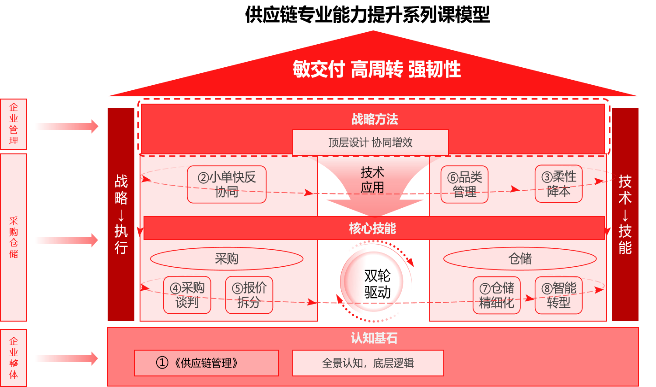 供应链专业能力提升系列课模型
敏交付 高周转 强韧性
企业管理
战略方法
顶层设计 协同增效
战略→执行
技术→技能
②小单快反
协同
技术
应用
⑥品类
管理
③柔性
降本
采购仓储
核心技能
采购
仓储
④采购
谈判
⑤报价
拆分
双轮
驱动
⑦仓储
精细化
⑧智能
转型
企业整体
认知基石
①《供应链管理》
全景认知，底层逻辑